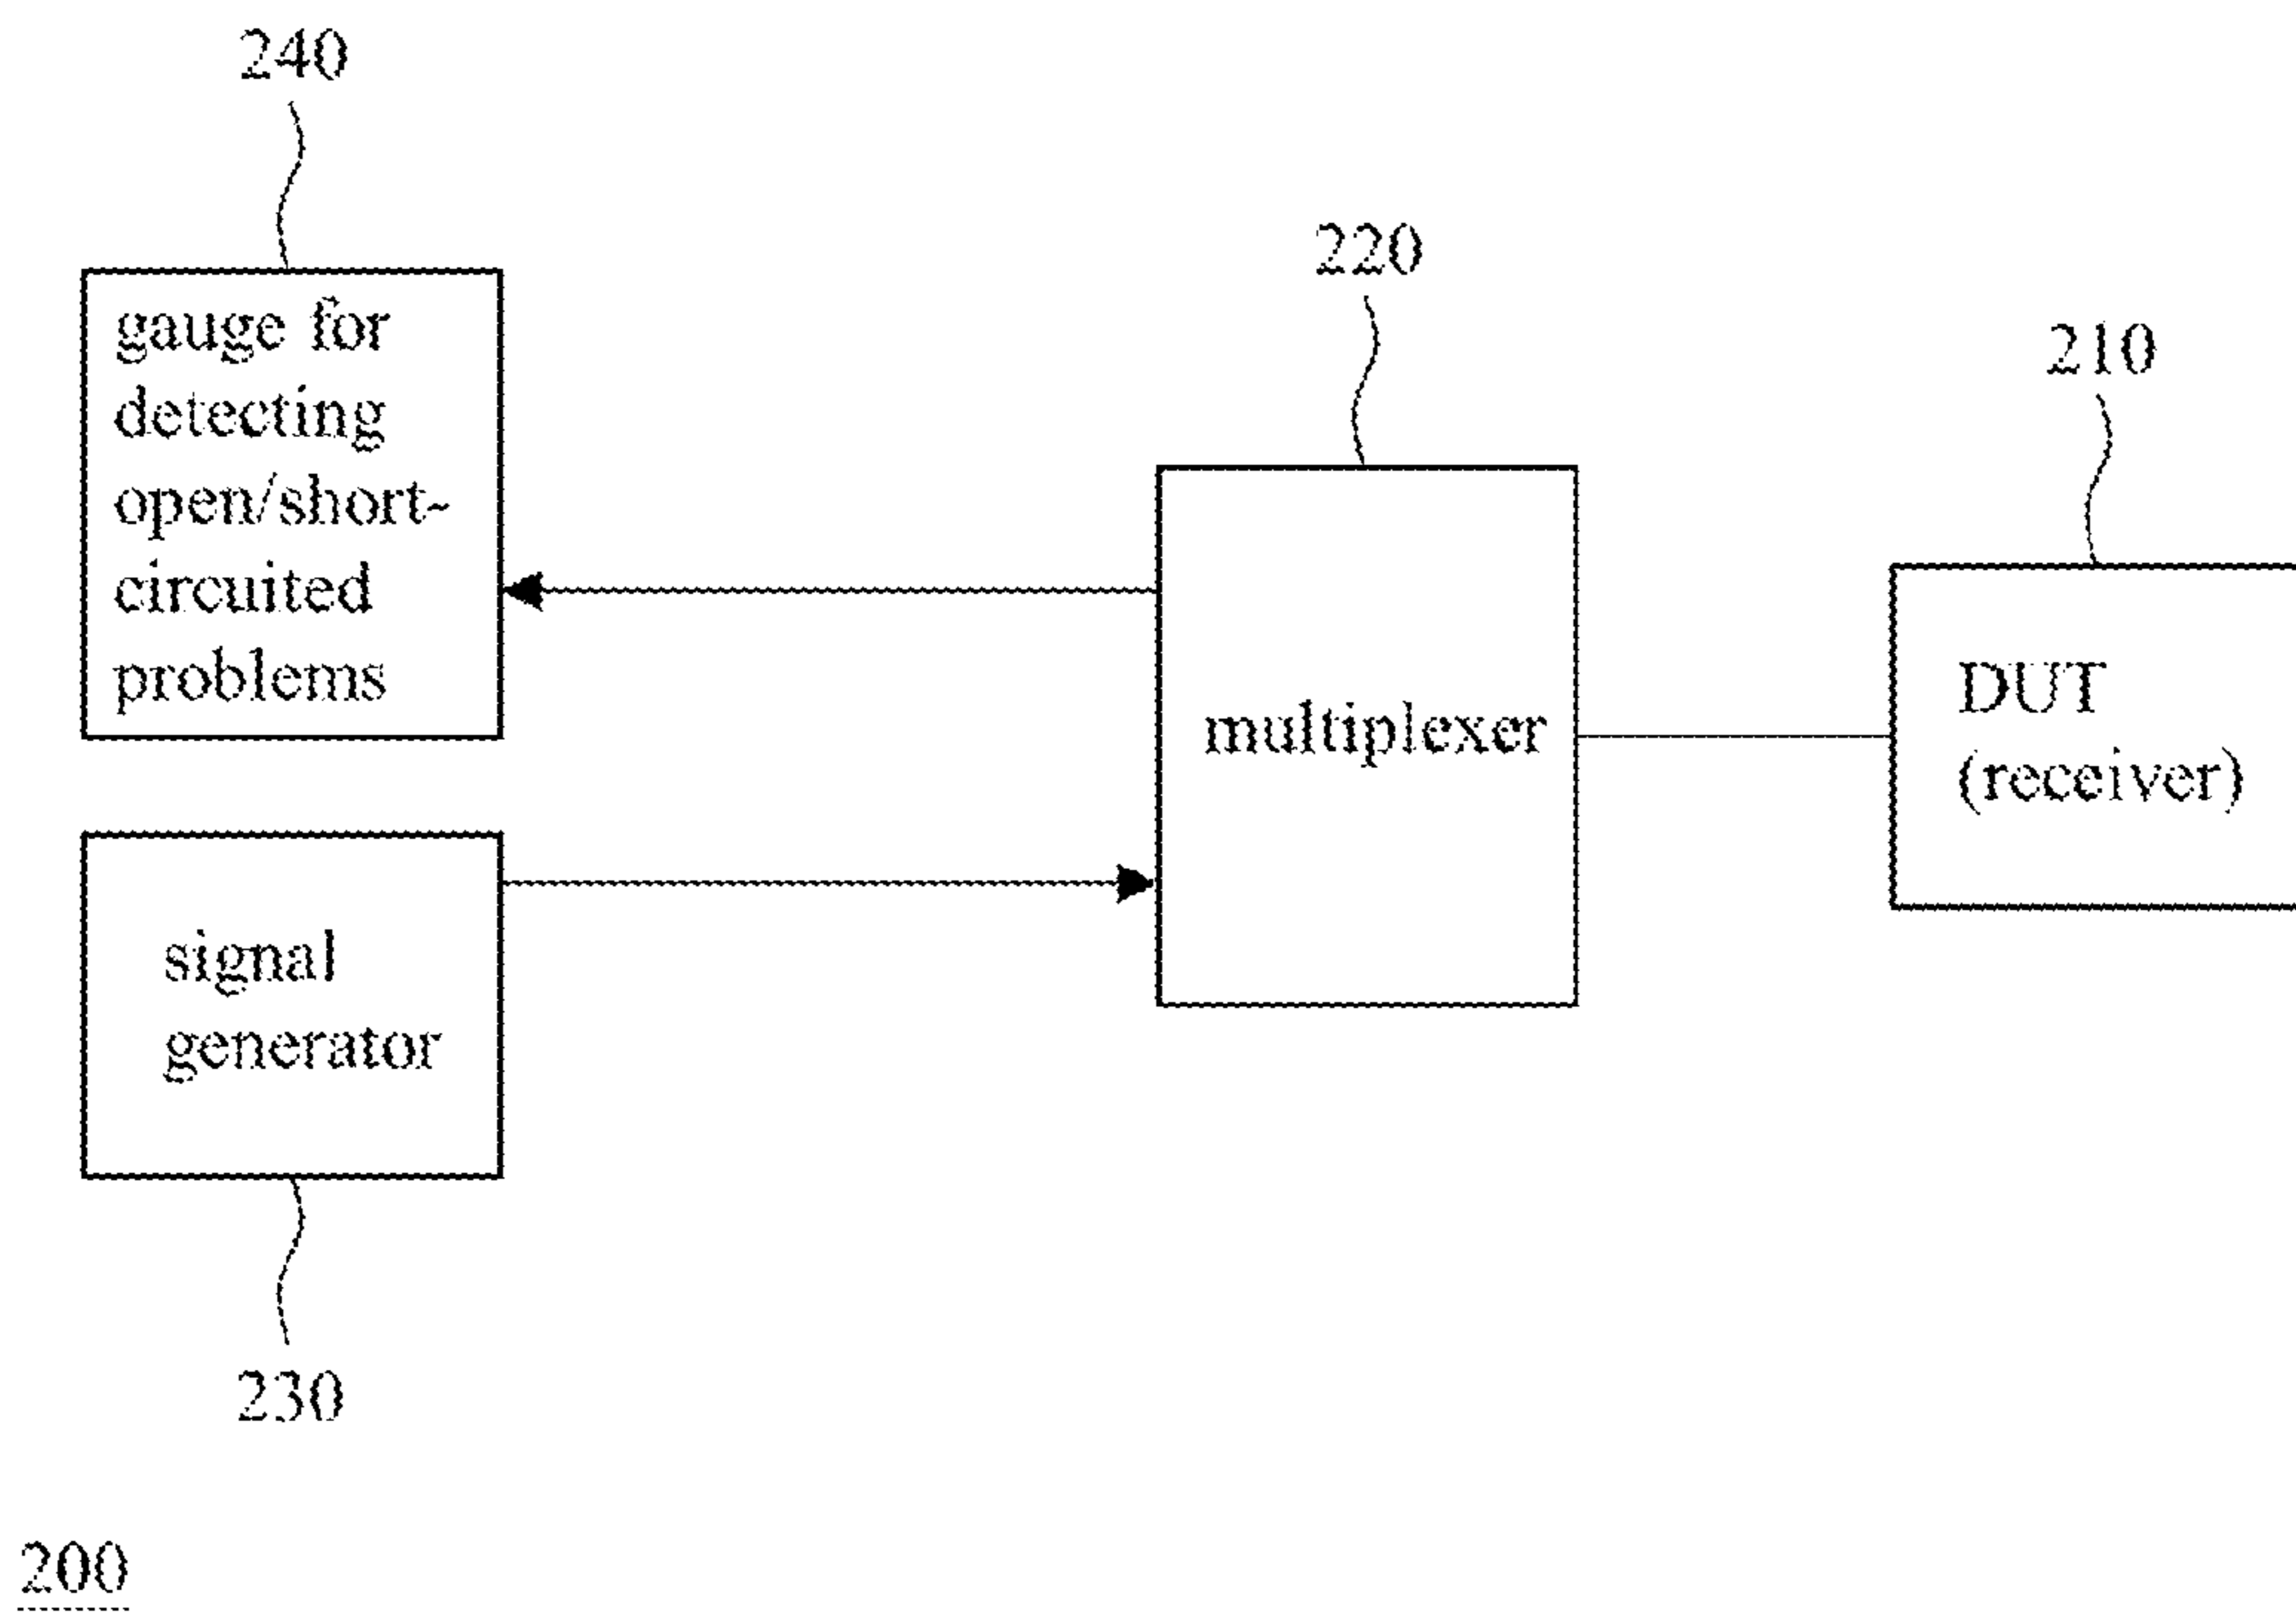 240
gauge for
detecting
open/short-
circuited
problems
220
multiplexer
210
DUT
(receiver)
signal
generator
230
200